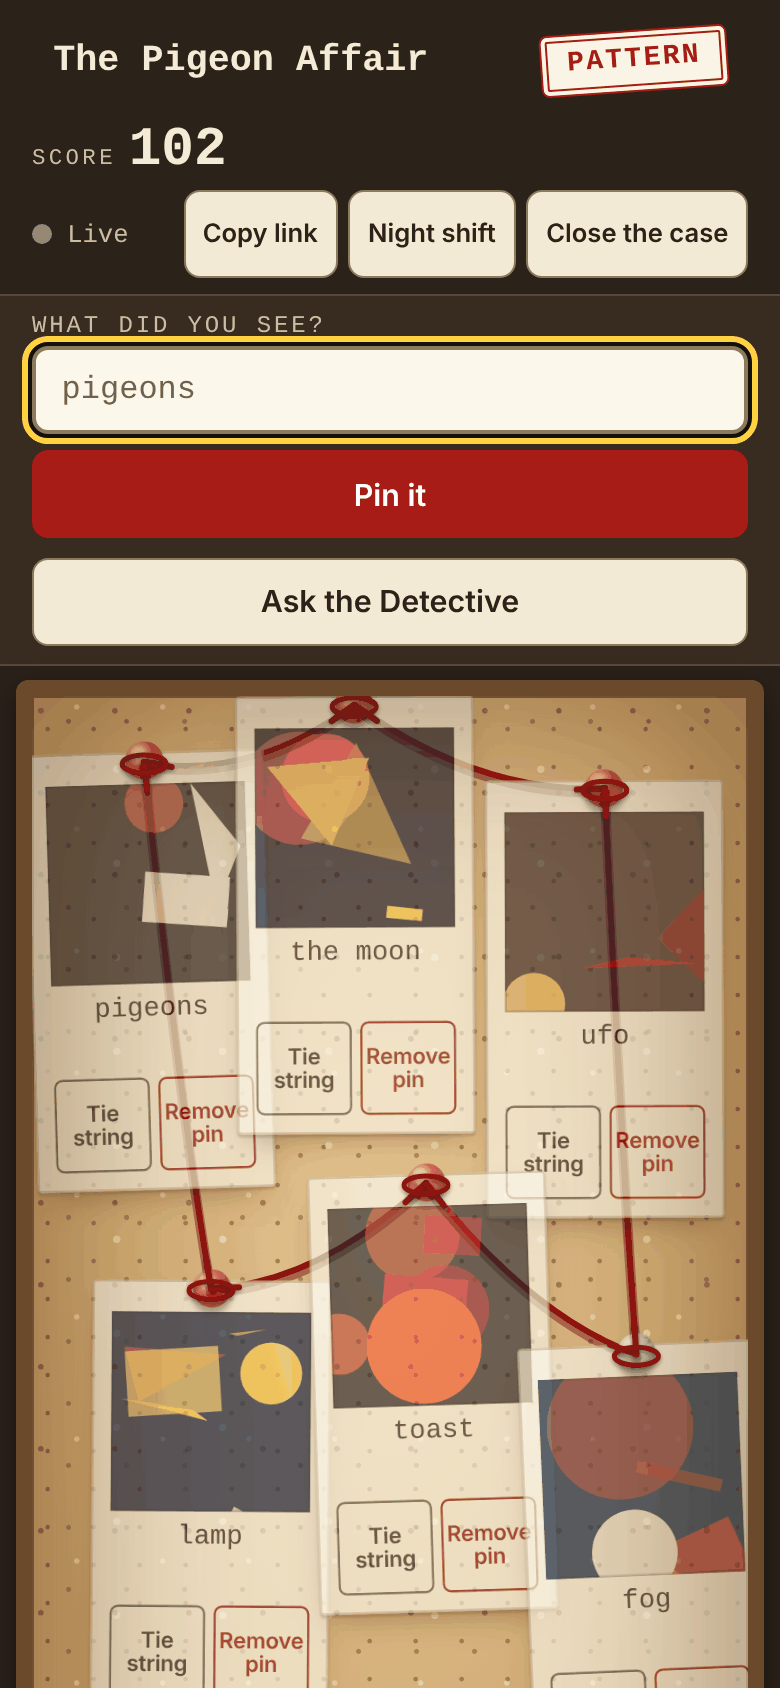 The Pigeon Affair
PATTERN
SCORE 102
Live
Copy link
Night shift
Close the case
WHAT DID YOU SEE?
pigeons
Pin it
Ask the Detective
pigeons
Tie
string
Remove
pin
the moon
Tie
string
Remove
pin
ufo
Tie
string
Remove
pin
lamp
Tie
string
Remove
pin
toast
Tie
string
Remove
pin
fog